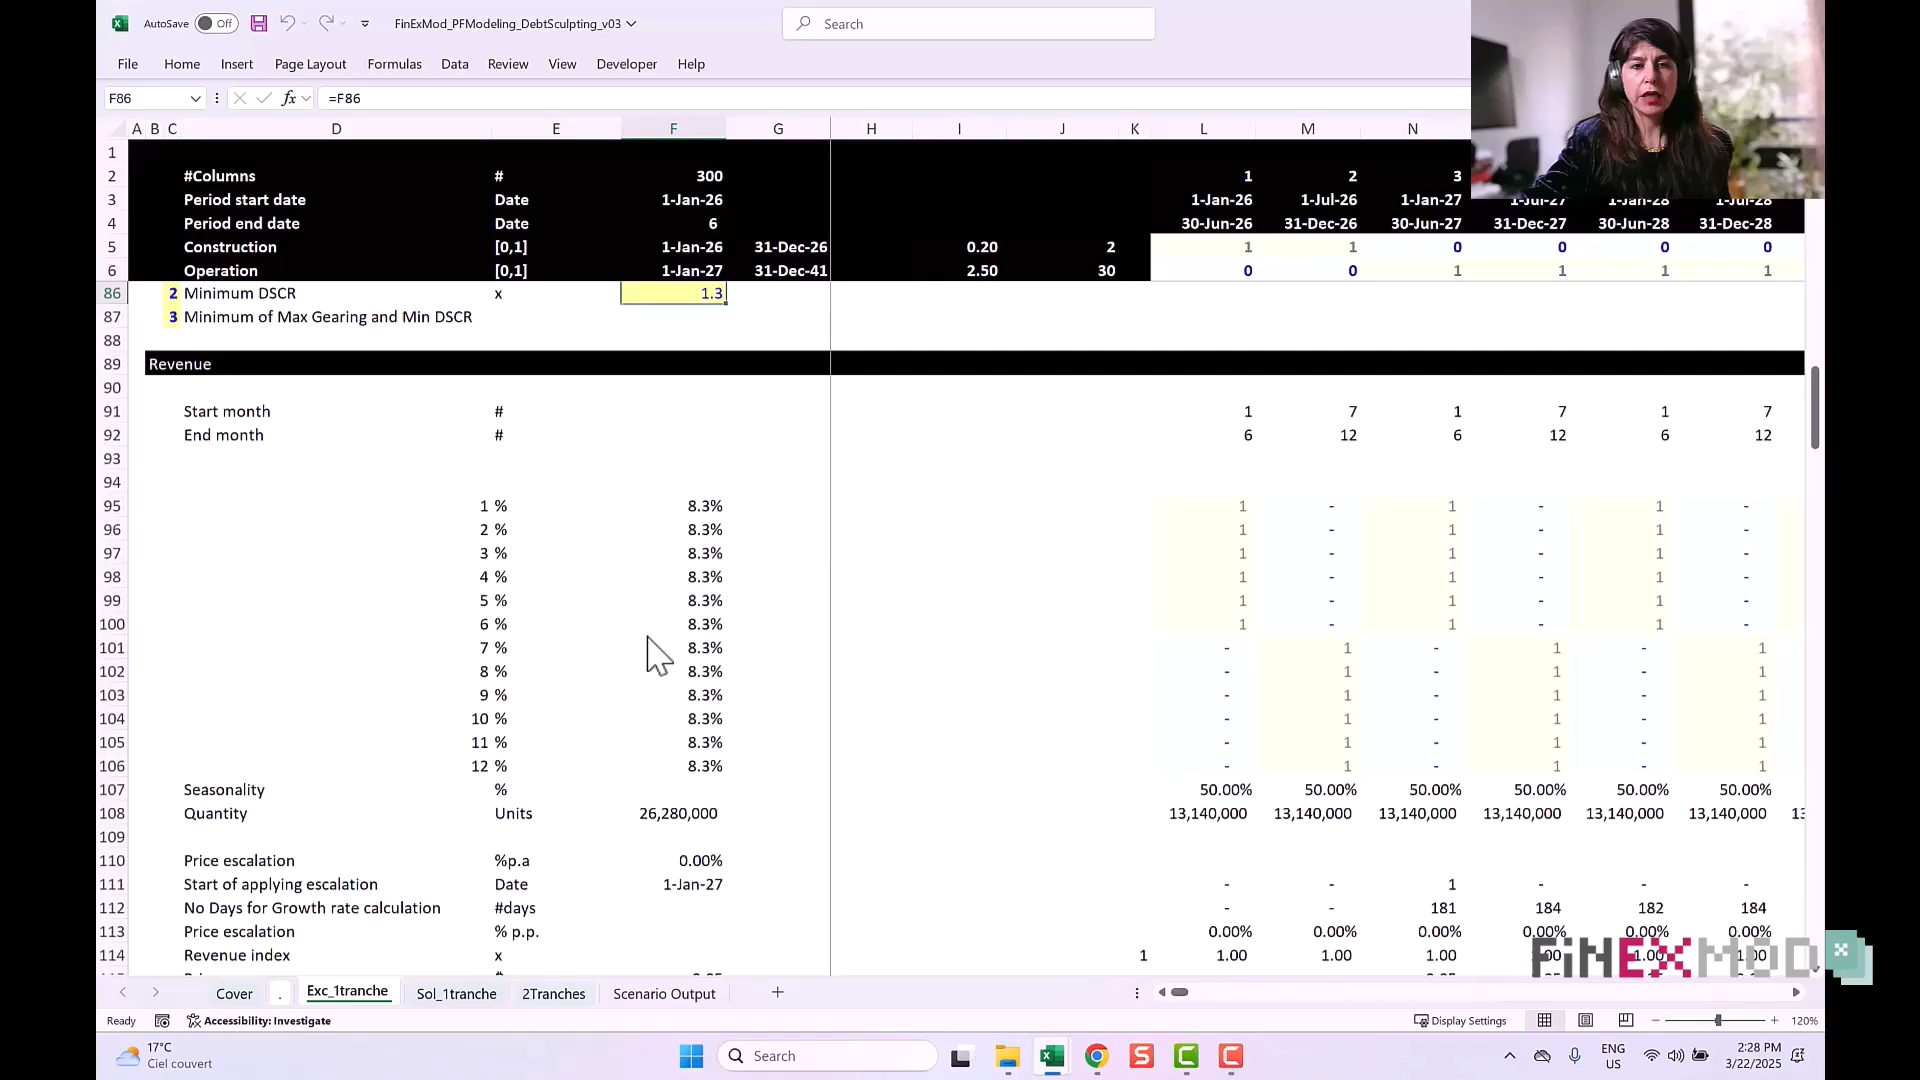 AutoSave Off FinExMod_PFModeling_DebtSculpting_v03 Search
File Home Insert Page Layout Formulas Data Review View Developer Help
F86 fx =F86
A B C D E F G H I J K L M N
1
2 #Columns # 300 1 2 3
3 Period start date Date 1-Jan-26 1-Jan-26 1-Jul-26 1-Jan-27 1-Jul-27 1-Jan-28 1-Jul-28
4 Period end date Date 6 30-Jun-26 31-Dec-26 30-Jun-27 31-Dec-27 30-Jun-28 31-Dec-28
5 Construction [0,1] 1-Jan-26 31-Dec-26 0.20 2 1 1 0 0 0 0
6 Operation [0,1] 1-Jan-27 31-Dec-41 2.50 30 0 0 1 1 1 1
86 2 Minimum DSCR x 1.3
87 3 Minimum of Max Gearing and Min DSCR
88
89 Revenue
90
91 Start month # 1 7 1 7 1 7
92 End month # 6 12 6 12 6 12
93
94
95 1 % 8.3% 1 - 1 - 1 -
96 2 % 8.3% 1 - 1 - 1 -
97 3 % 8.3% 1 - 1 - 1 -
98 4 % 8.3% 1 - 1 - 1 -
99 5 % 8.3% 1 - 1 - 1 -
100 6 % 8.3% 1 - 1 - 1 -
101 7 % 8.3% - 1 - 1 - 1
102 8 % 8.3% - 1 - 1 - 1
103 9 % 8.3% - 1 - 1 - 1
104 10 % 8.3% - 1 - 1 - 1
105 11 % 8.3% - 1 - 1 - 1
106 12 % 8.3% - 1 - 1 - 1
107 Seasonality % 50.00% 50.00% 50.00% 50.00% 50.00% 50.00%
108 Quantity Units 26,280,000 13,140,000 13,140,000 13,140,000 13,140,000 13,140,000 13,140,000
109
110 Price escalation %p.a 0.00%
111 Start of applying escalation Date 1-Jan-27 - - 1 - - -
112 No Days for Growth rate calculation #days - - 181 184 182 184
113 Price escalation % p.p. 0.00% 0.00% 0.00% 0.00% 0.00% 0.00%
114 Revenue index x 1 1.00 1.00 1.00
FiNEXMOD
Cover . Exc_1tranche Sol_1tranche 2Tranches Scenario Output
Ready Accessibility: Investigate Display Settings 120%
17°C
Ciel couvert
Search
ENG
US
2:28 PM
3/22/2025